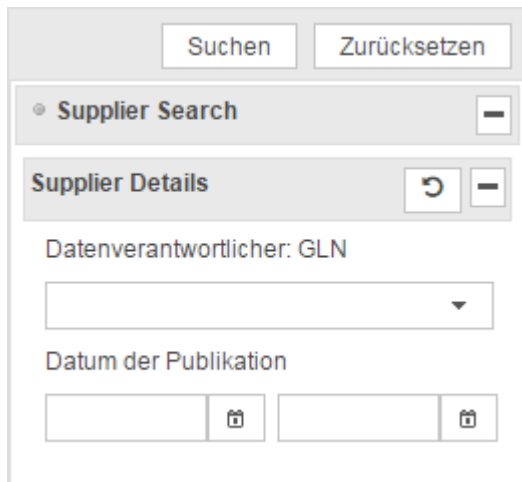 Suchen Zurücksetzen
Supplier Search
Supplier Details
Datenverantwortlicher: GLN
Datum der Publikation